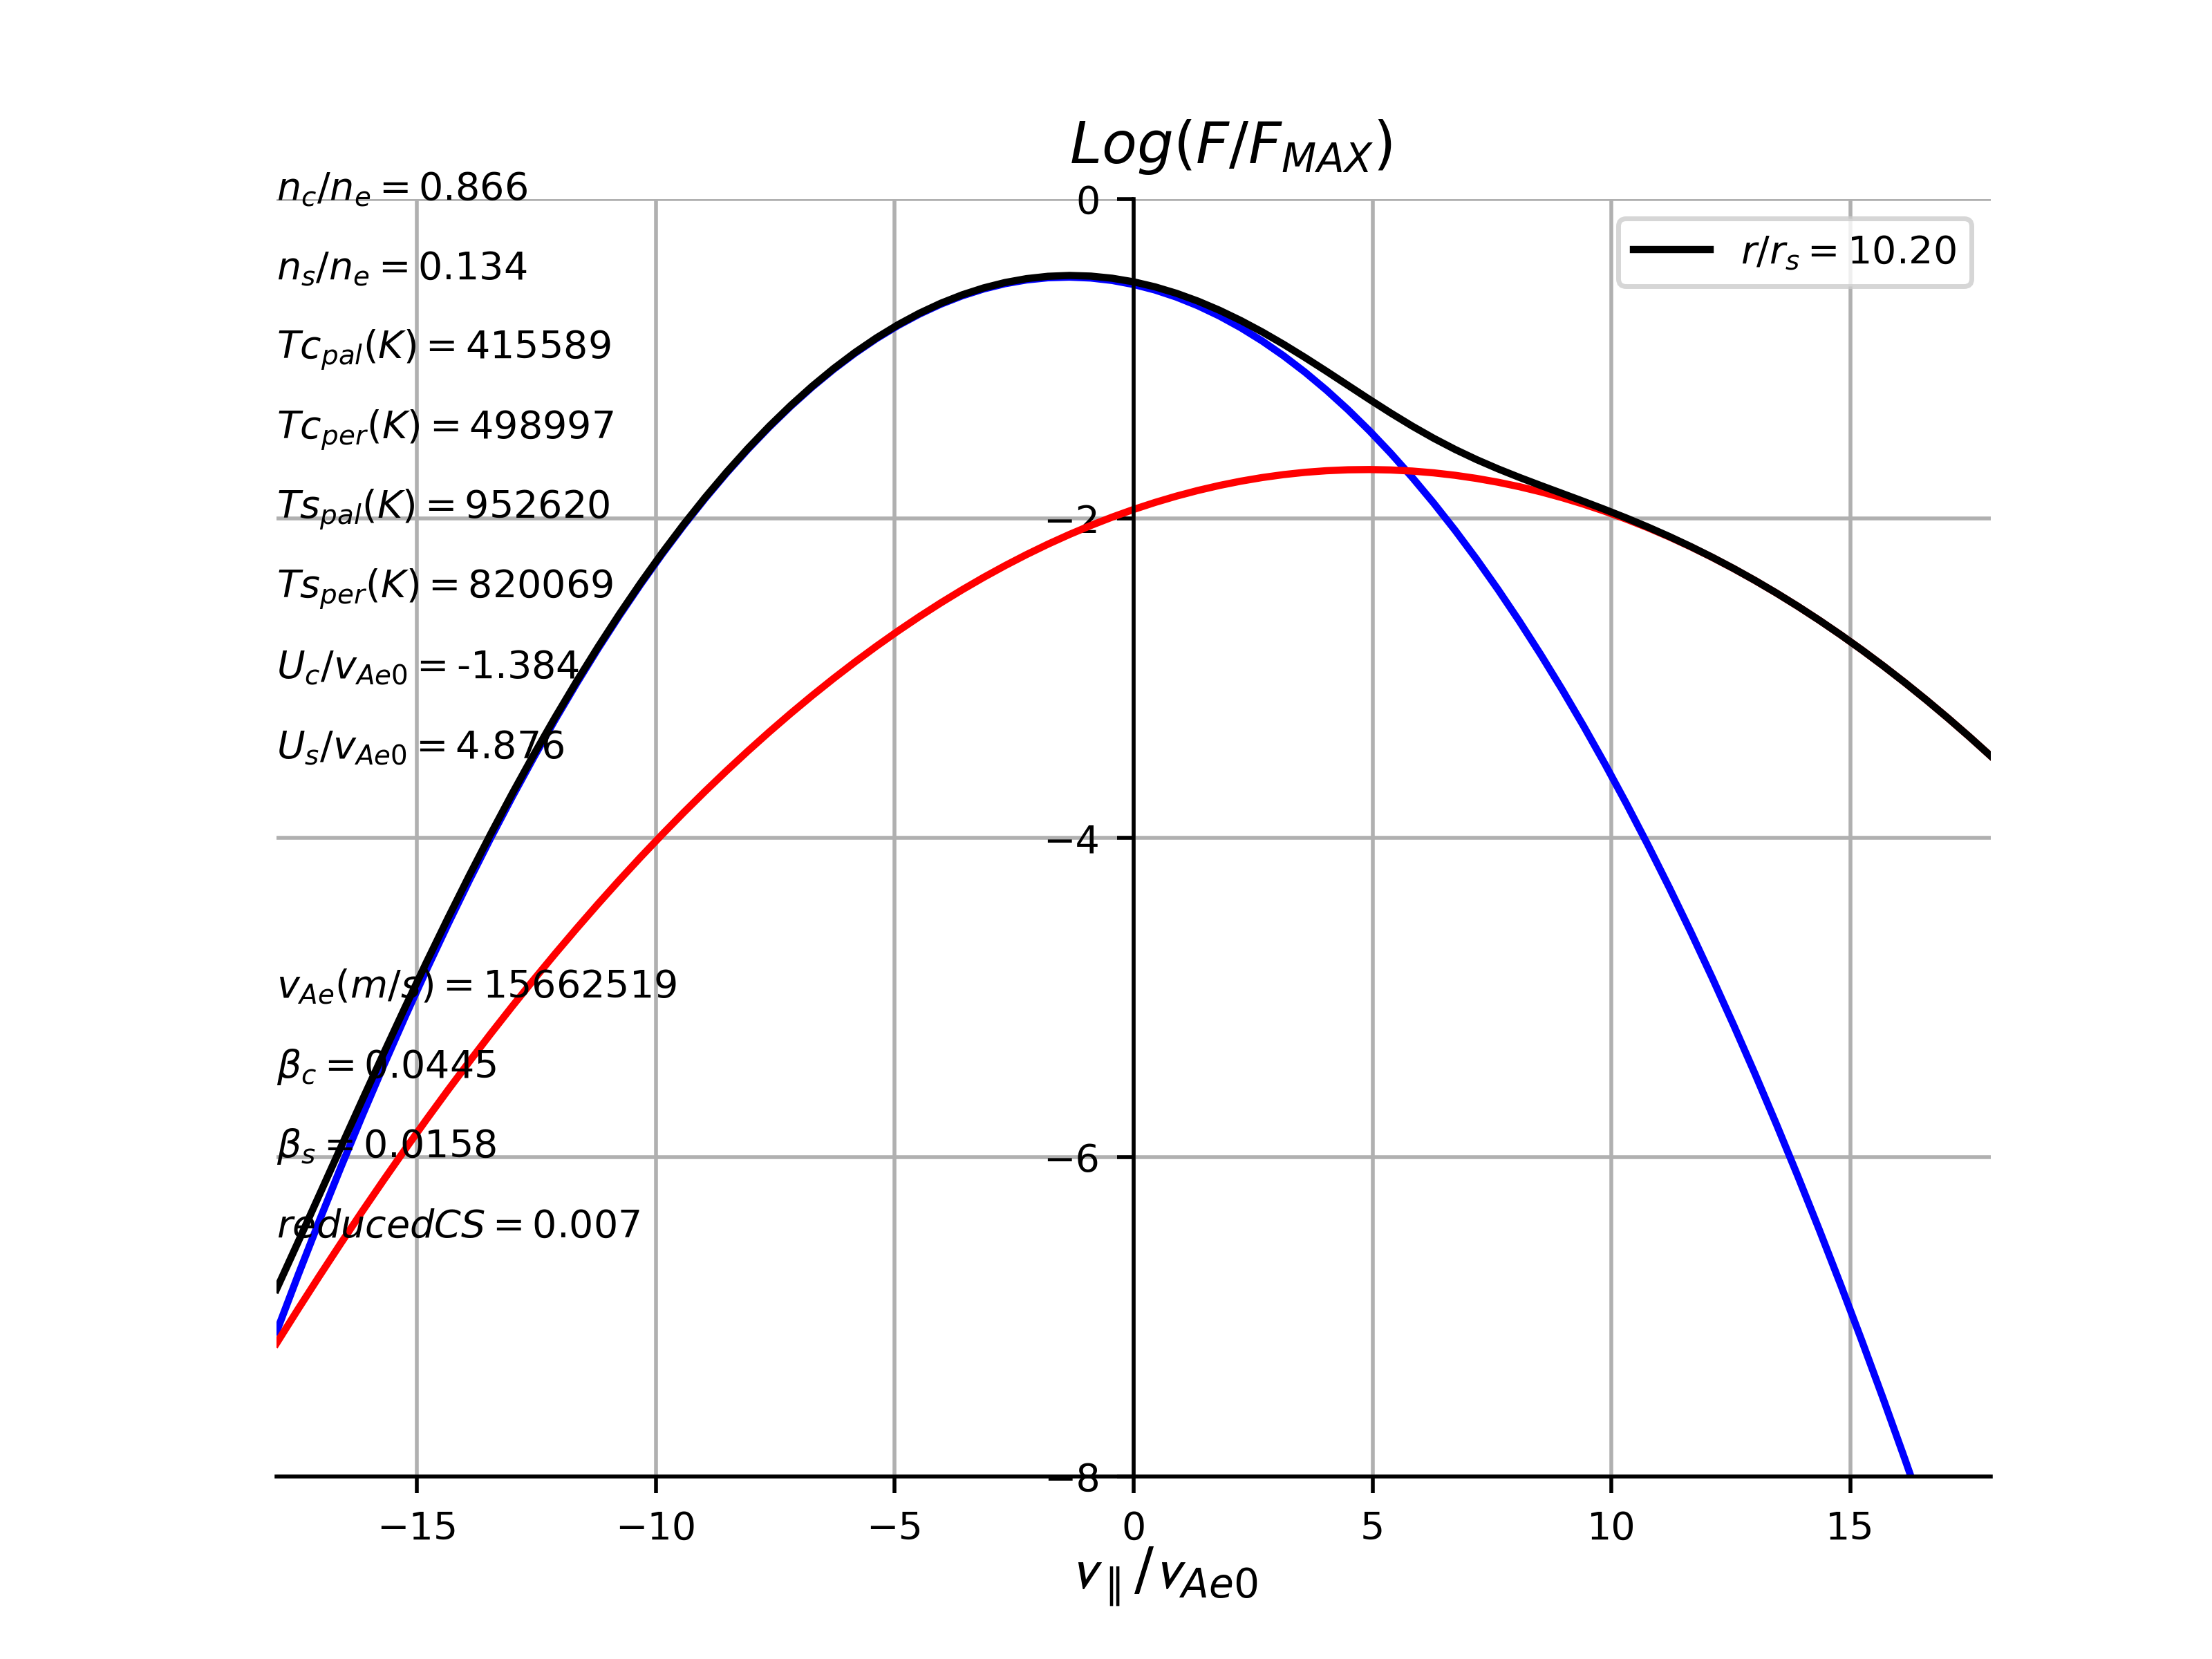 Log(F/F_MAX)
n_c/n_e = 0.866
0
r/r_s = 10.20
n_s/n_e = 0.134
Tc_pal(K) = 415589
Tc_per(K) = 498997
Ts_pal(K) = 952620
−2
Ts_per(K) = 820069
U_c/v_Ae0 = -1.384
U_s/v_Ae0 = 4.876
−4
v_Ae(m/s) = 15662519
β_c = 0.0445
β_s = 0.0158
−6
reducedCS = 0.007
−8
−15 −10 −5 0 5 10 15
v_∥/v_Ae0